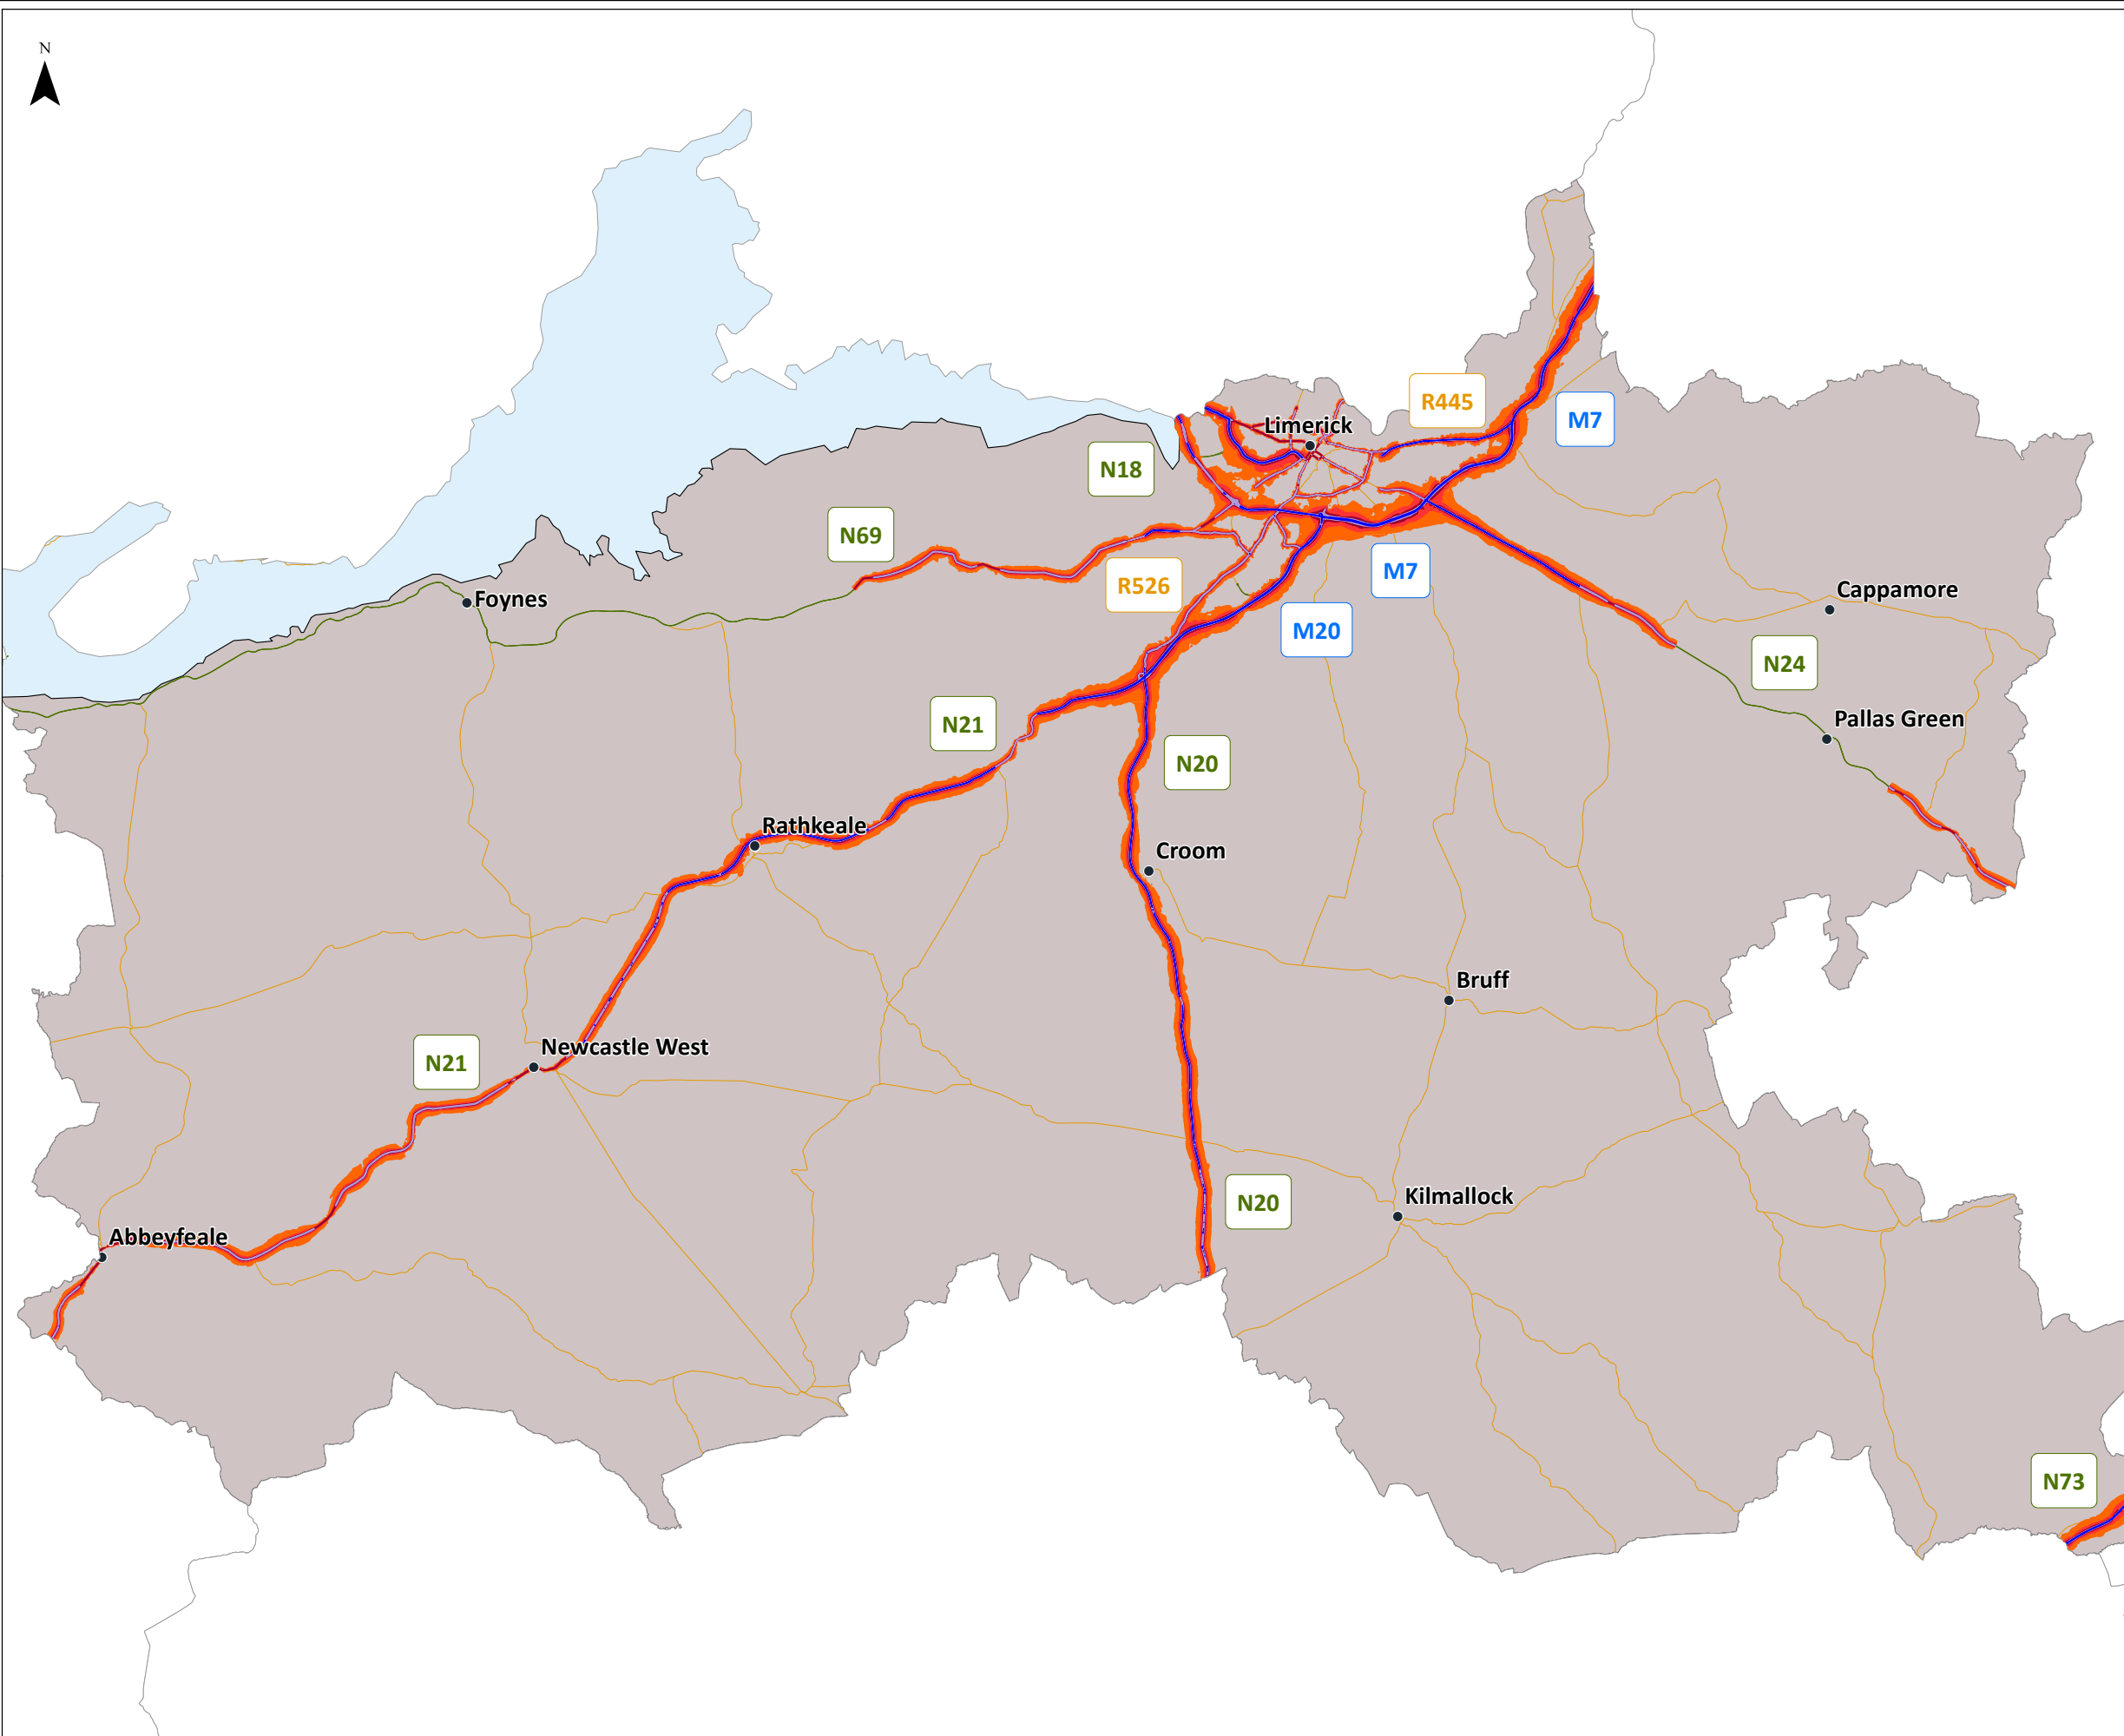 N
R445
M7
Limerick
N18
N69
M7
R526
Foynes
Cappamore
M20
N24
Pallas Green
N21
N20
Rathkeale
Croom
Bruff
Newcastle West
N21
Kilmallock
N20
Abbeyfeale
N73